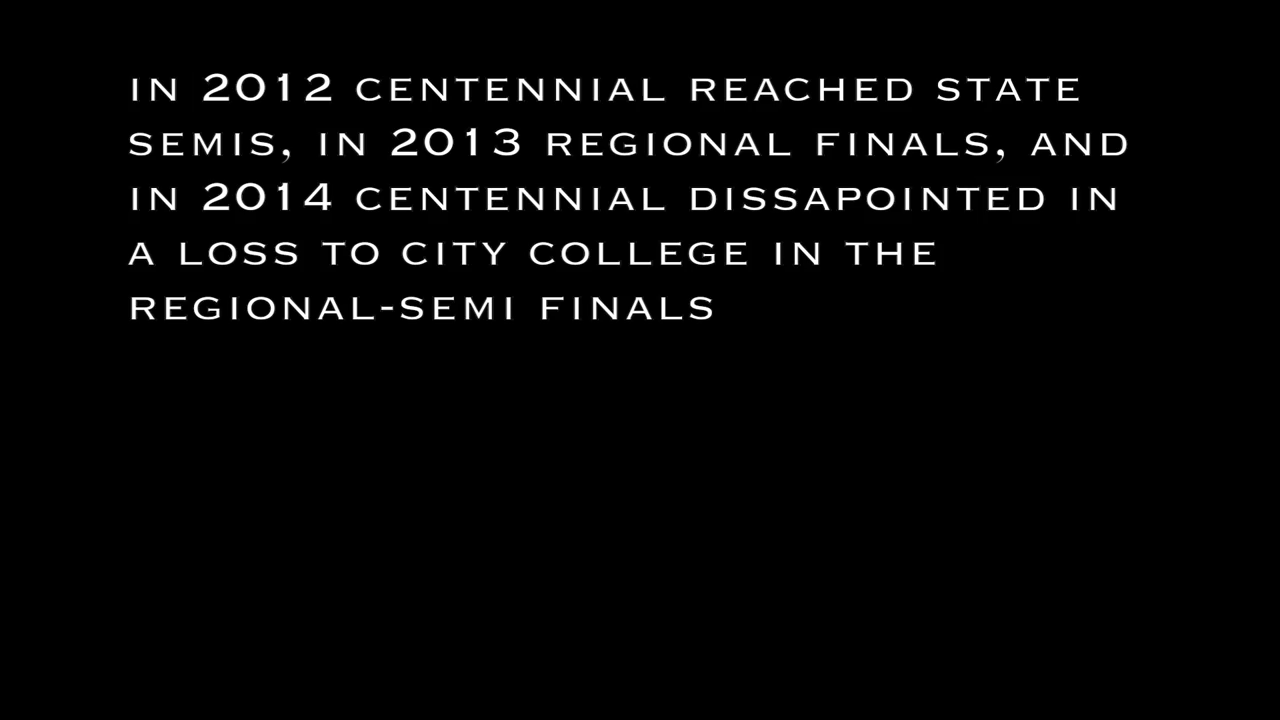 IN 2012 CENTENNIAL REACHED STATE
SEMIS, IN 2013 REGIONAL FINALS, AND
IN 2014 CENTENNIAL DISSAPOINTED IN
A LOSS TO CITY COLLEGE IN THE
REGIONAL-SEMI FINALS